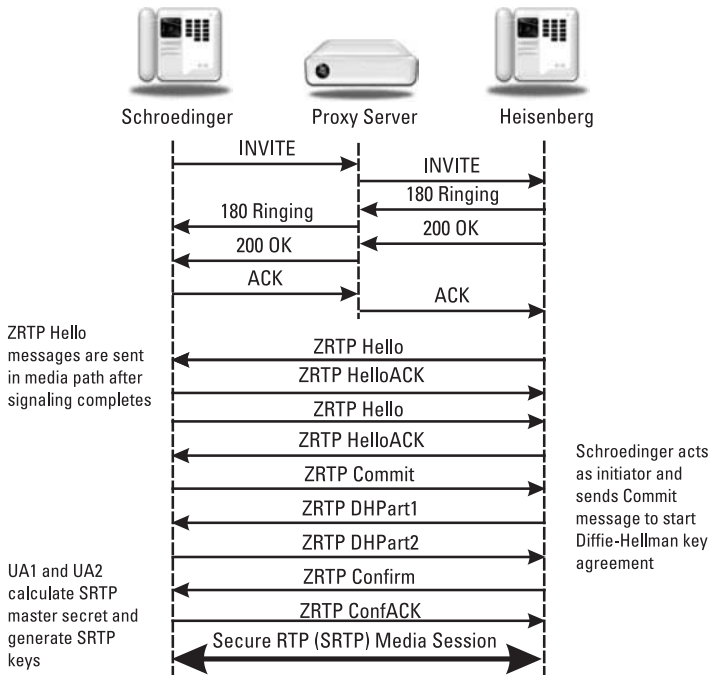 Schroedinger
Proxy Server
Heisenberg
INVITE
INVITE
180 Ringing
180 Ringing
200 OK
200 OK
ACK
ACK
ZRTP Hello
messages are sent
in media path after
signaling completes
ZRTP Hello
ZRTP HelloACK
ZRTP Hello
ZRTP HelloACK
ZRTP Commit
Schroedinger acts
as initiator and
sends Commit
message to start
Diffie-Hellman key
agreement
ZRTP DHPart1
ZRTP DHPart2
UA1 and UA2
calculate SRTP
master secret and
generate SRTP
keys
ZRTP Confirm
ZRTP ConfACK
Secure RTP (SRTP) Media Session